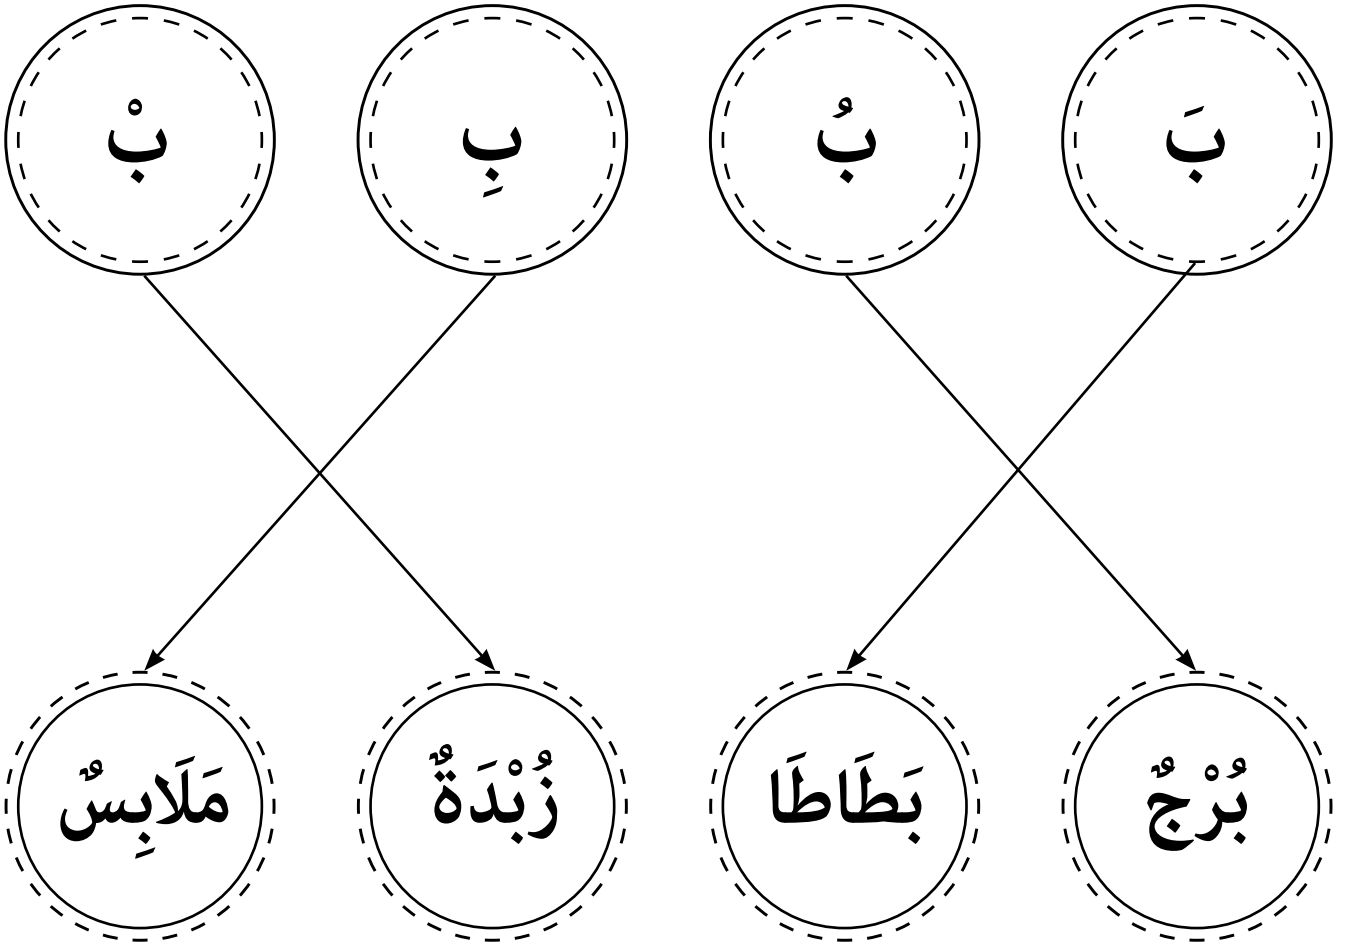 بَ بُ بِ بْ
بُرْجٌ بَطَاطَا زُبْدَةٌ مَلَابِسٌ